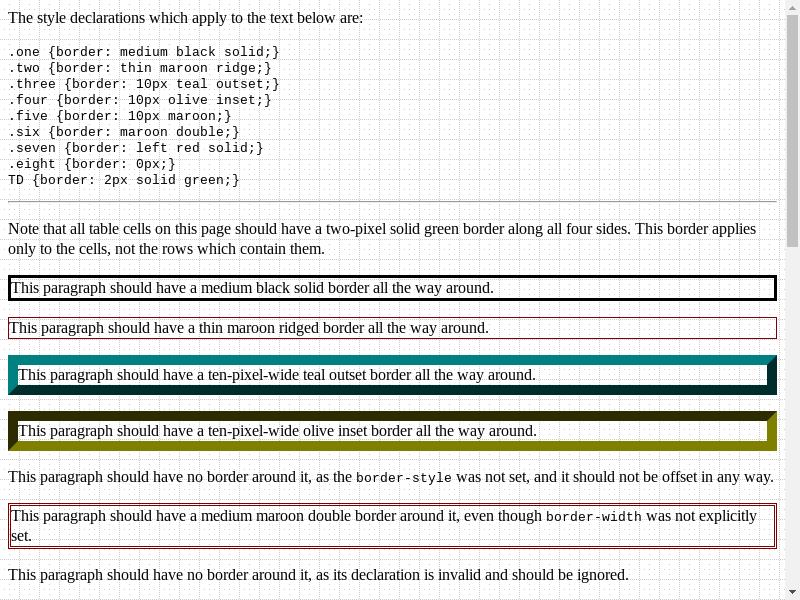 The style declarations which apply to the text below are:
.one {border: medium black solid;}
.two {border: thin maroon ridge;}
.three {border: 10px teal outset;}
.four {border: 10px olive inset;}
.five {border: 10px maroon;}
.six {border: maroon double;}
.seven {border: left red solid;}
.eight {border: 0px;}
TD {border: 2px solid green;}
Note that all table cells on this page should have a two-pixel solid green border along all four sides. This border applies
only to the cells, not the rows which contain them.
This paragraph should have a medium black solid border all the way around.
This paragraph should have a thin maroon ridged border all the way around.
This paragraph should have a ten-pixel-wide teal outset border all the way around.
This paragraph should have a ten-pixel-wide olive inset border all the way around.
This paragraph should have no border around it, as the border-style was not set, and it should not be offset in any way.
This paragraph should have a medium maroon double border around it, even though border-width was not explicitly
set.
This paragraph should have no border around it, as its declaration is invalid and should be ignored.